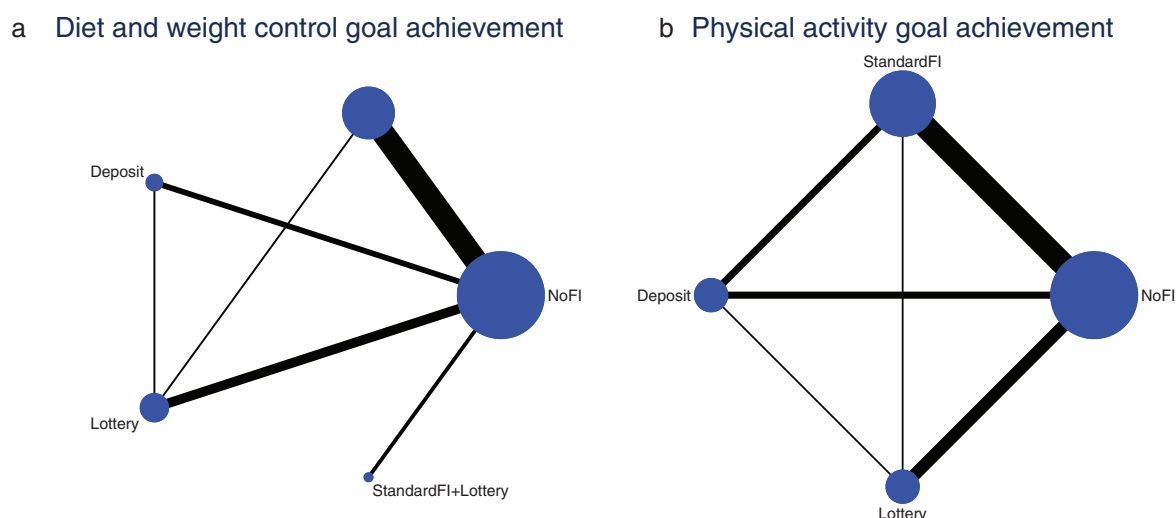 a Diet and weight control goal achievement
Deposit
NoFI
Lottery
StandardFI+Lottery
b Physical activity goal achievement
StandardFI
Deposit
NoFI
Lottery